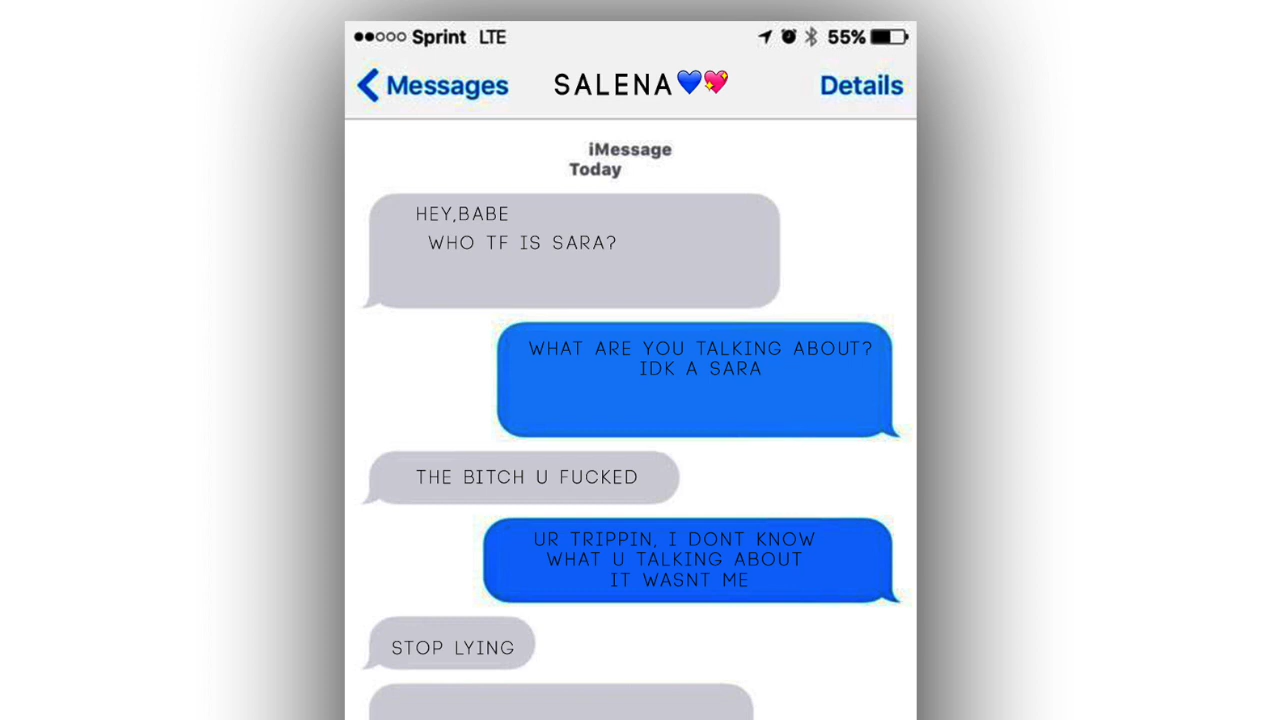 Sprint LTE 55%
Messages SALENA💙💖 Details
iMessage
Today
HEY,BABE
WHO TF IS SARA?
WHAT ARE YOU TALKING ABOUT?
IDK A SARA
THE BITCH U FUCKED
UR TRIPPIN, I DONT KNOW
WHAT U TALKING ABOUT
IT WASNT ME
STOP LYING